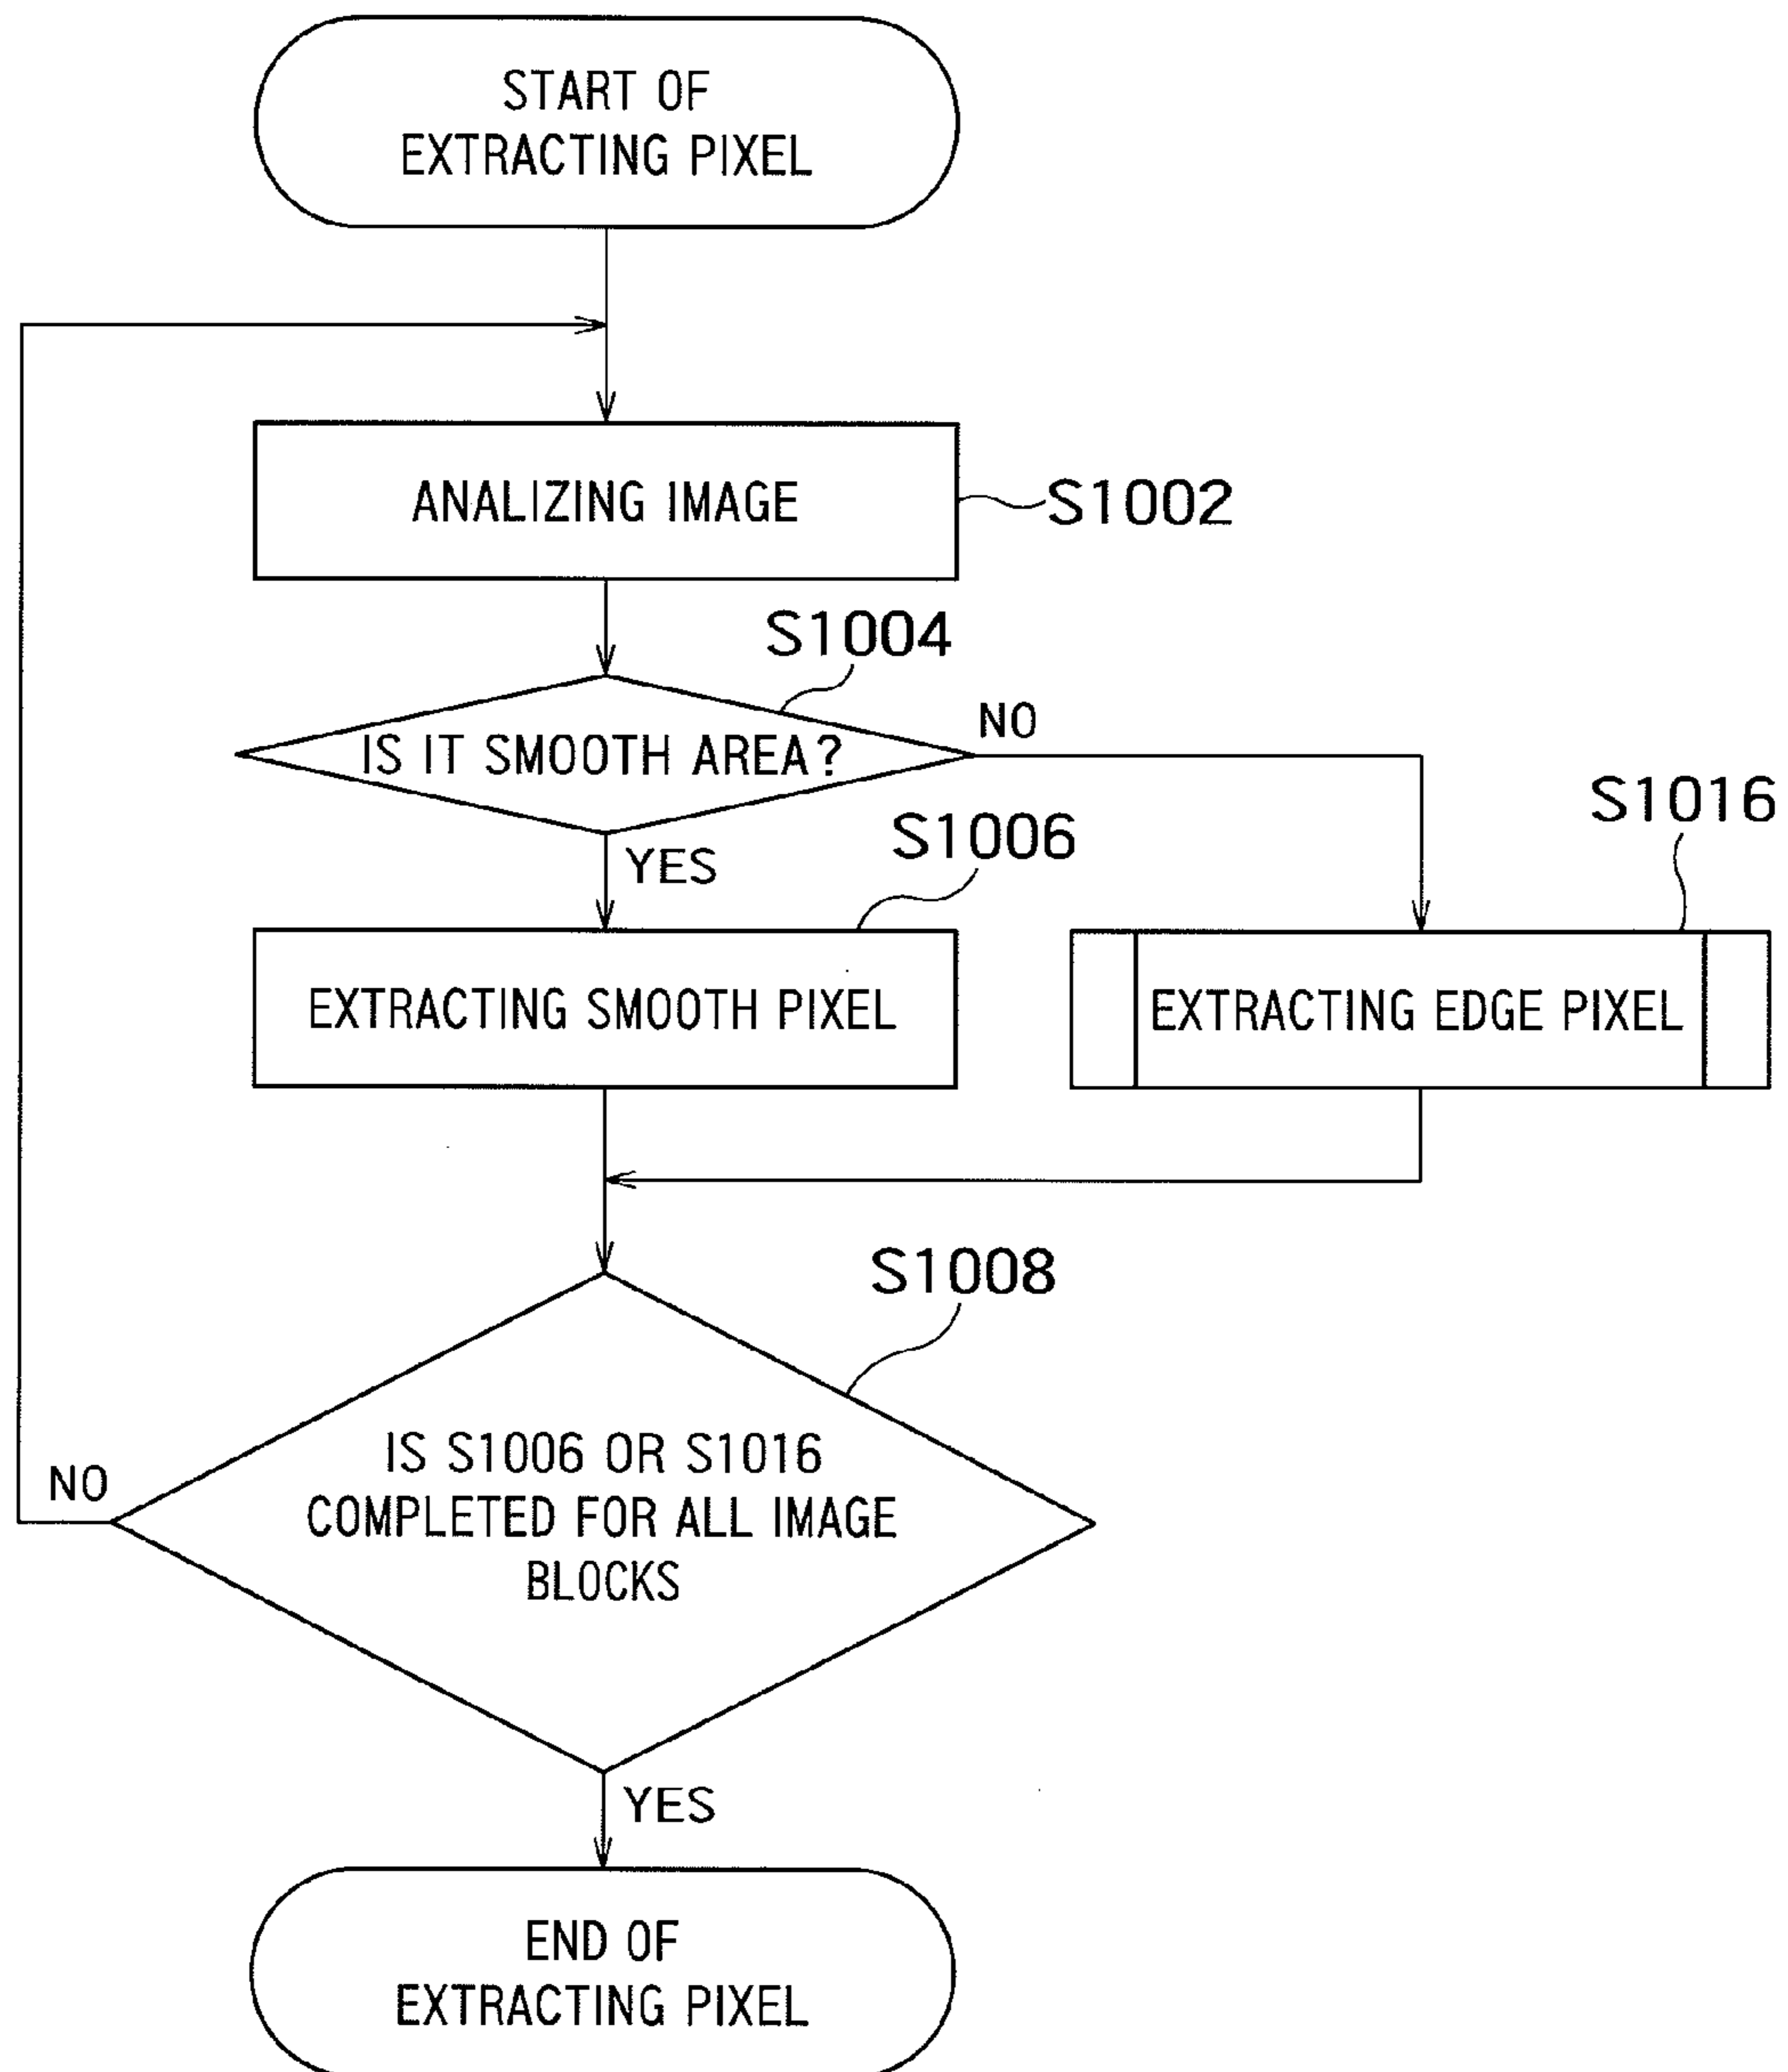 START OF
EXTRACTING PIXEL
ANALIZING IMAGE
S1002
S1004
IS IT SMOOTH AREA?
NO
YES
S1006
S1016
EXTRACTING SMOOTH PIXEL
EXTRACTING EDGE PIXEL
S1008
IS S1006 OR S1016
COMPLETED FOR ALL IMAGE
BLOCKS
NO
YES
END OF
EXTRACTING PIXEL